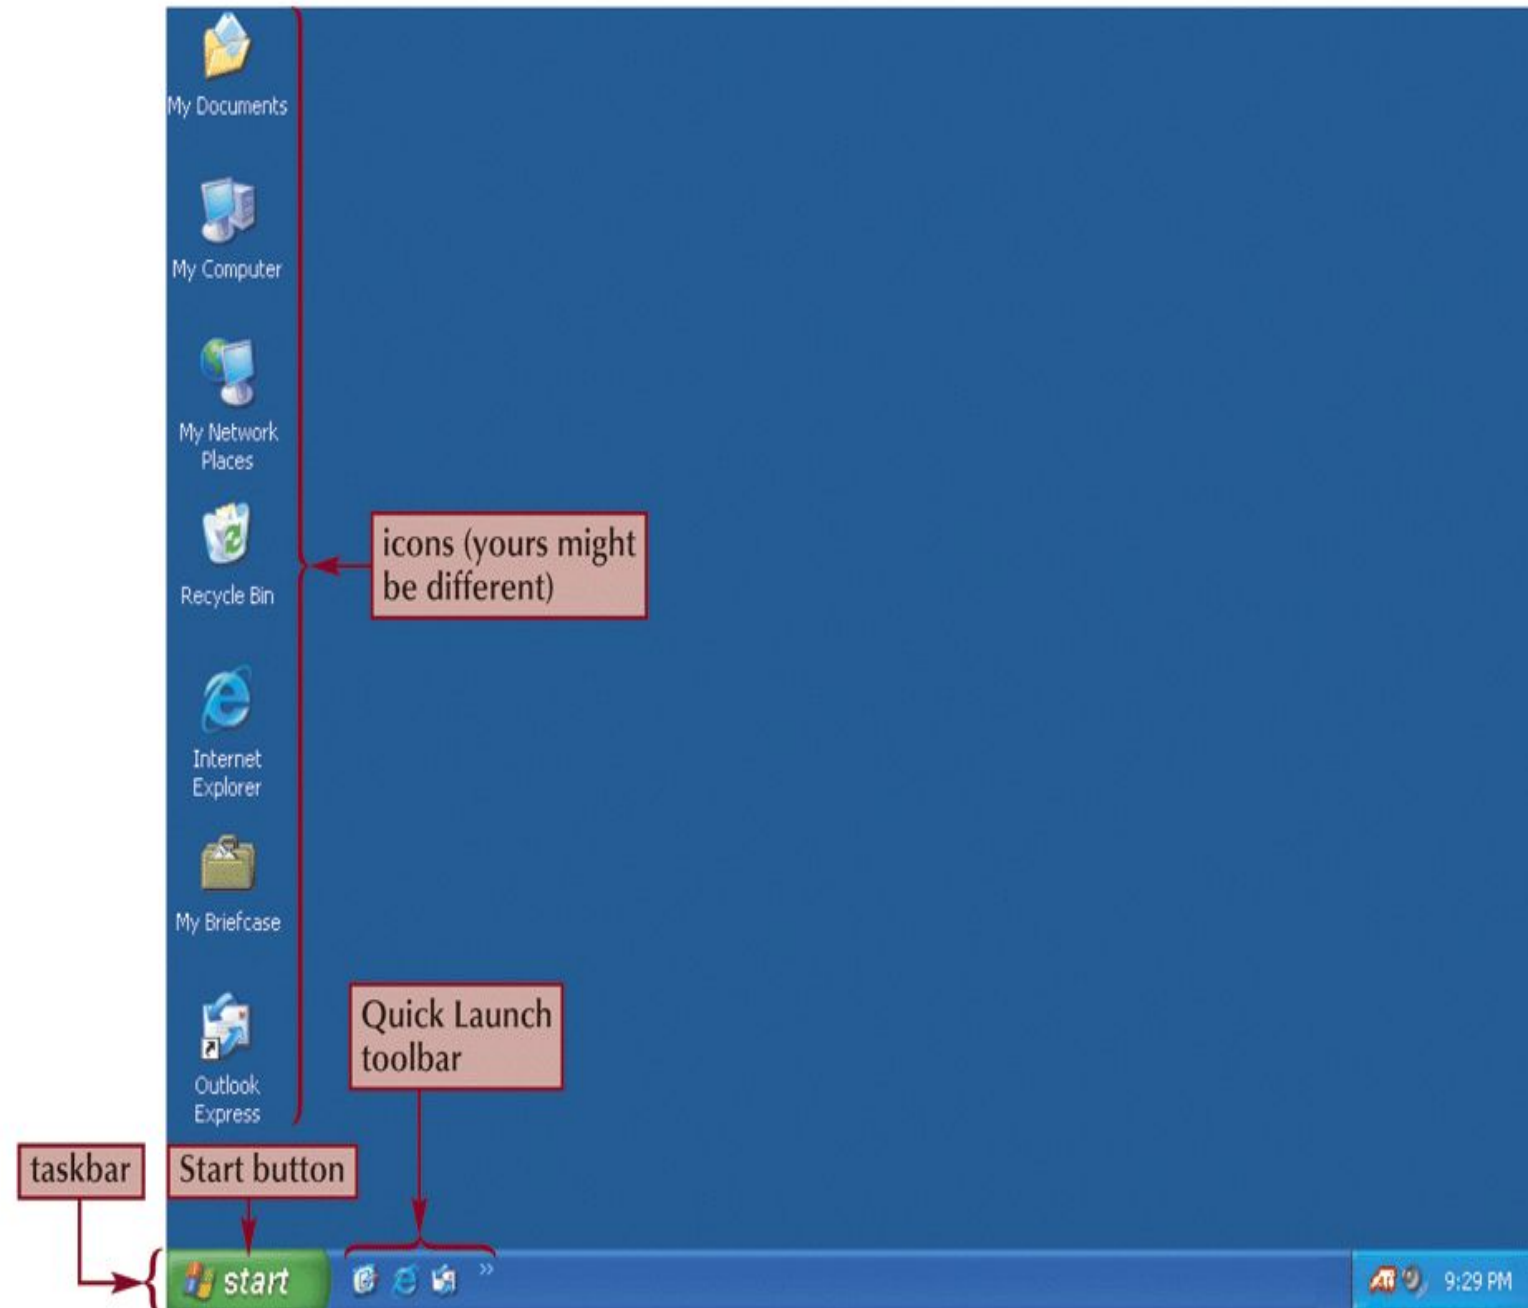 My Documents
My Computer
My Network
Places
Recycle Bin
icons (yours might
be different)
Internet
Explorer
My Briefcase
Quick Launch
toolbar
Outlook
Express
taskbar
Start button
start
»
ATI
9:29 PM